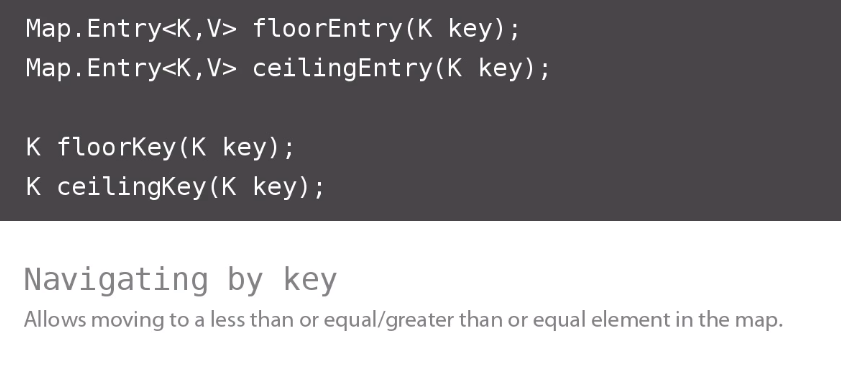 Map.Entry<K,V> floorEntry(K key);
Map.Entry<K,V> ceilingEntry(K key);
K floorKey(K key);
K ceilingKey(K key);
Navigating by key
Allows moving to a less than or equal/greater than or equal element in the map.